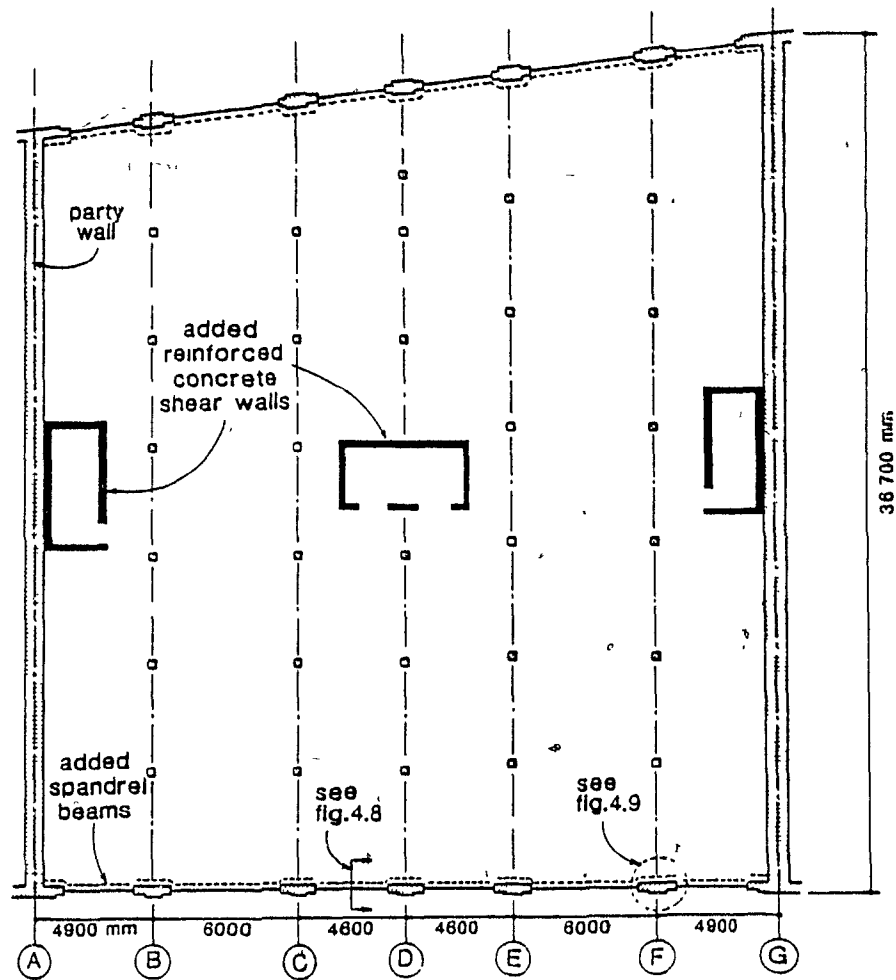 party
wall
added
reinforced
concrete
shear walls
36 700 mm
added
spandrel
beams
see
fig.4.8
see
fig.4.9
4900 mm 6000 4600 4600 6000 4900
A B C D E F G